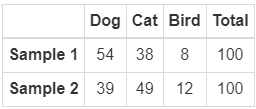 Dog Cat Bird Total
Sample 1 54 38 8 100
Sample 2 39 49 12 100